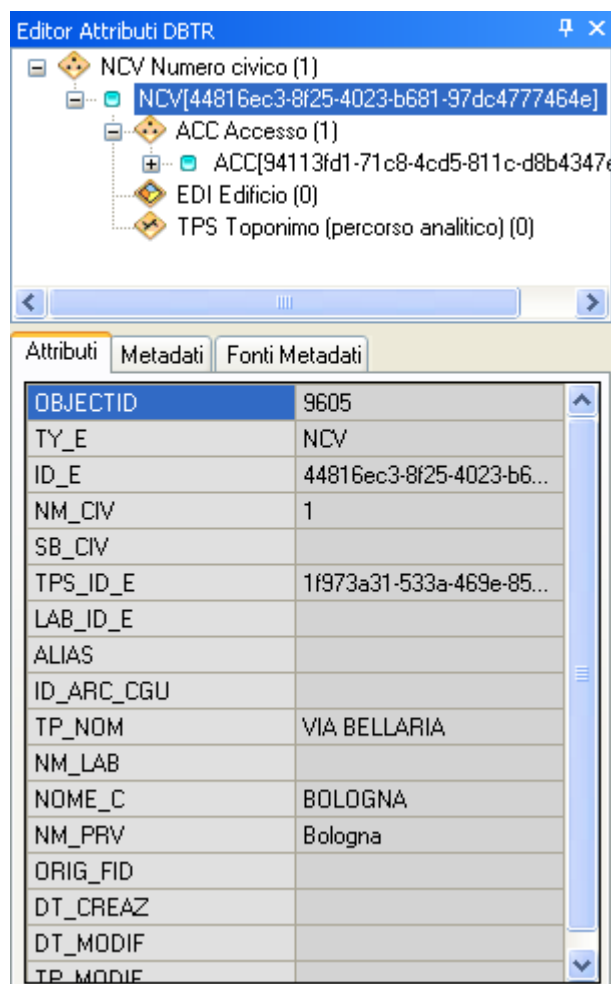 Editor Attributi DBTR
NCV Numero civico (1)
NCV[44816ec3-8f25-4023-b681-97dc4777464e]
ACC Accesso (1)
ACC[94113fd1-71c8-4cd5-811c-d8b4347e
EDI Edificio (0)
TPS Toponimo (percorso analitico) (0)
Attributi Metadati Fonti Metadati
OBJECTID 9605
TY_E NCV
ID_E 44816ec3-8f25-4023-b6...
NM_CIV 1
SB_CIV
TPS_ID_E 1f973a31-533a-469e-85...
LAB_ID_E
ALIAS
ID_ARC_CGU
TP_NOM VIA BELLARIA
NM_LAB
NOME_C BOLOGNA
NM_PRV Bologna
ORIG_FID
DT_CREAZ
DT_MODIF
TP_MODIF